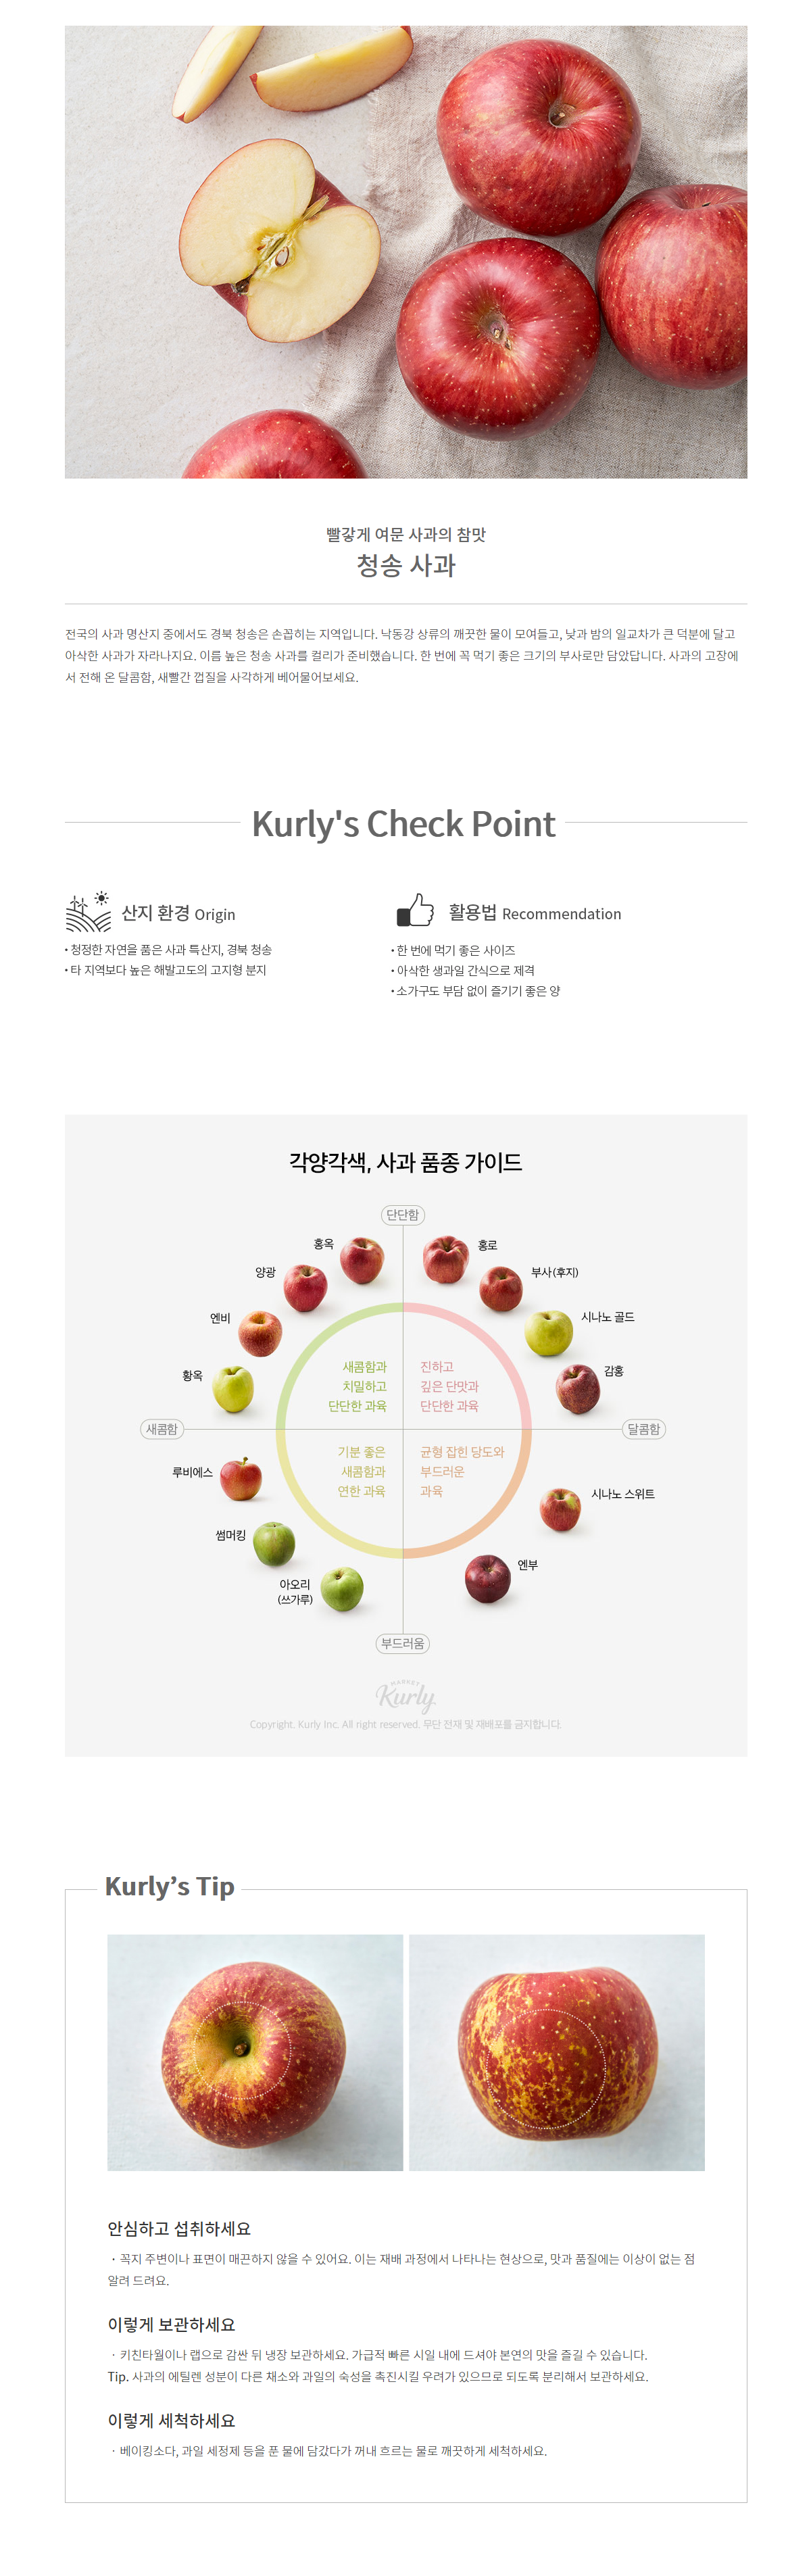 빨갛게 여문 사과의 참맛
청송 사과
전국의 사과 명산지 중에서도 경북 청송은 손꼽히는 지역입니다. 낙동강 상류의 깨끗한 물이 모여들고, 낮과 밤의 일교차가 큰 덕분에 달고
아삭한 사과가 자라나지요. 이름 높은 청송 사과를 컬리가 준비했습니다. 한 번에 꼭 먹기 좋은 크기의 부사로만 담았답니다. 사과의 고장에
서 전해 온 달콤함, 새빨간 껍질을 사각하게 베어물어보세요.
Kurly's Check Point
산지 환경 Origin
• 청정한 자연을 품은 사과 특산지, 경북 청송
• 타 지역보다 높은 해발고도의 고지형 분지
활용법 Recommendation
• 한 번에 먹기 좋은 사이즈
• 아삭한 생과일 간식으로 제격
• 소가구도 부담 없이 즐기기 좋은 양
각양각색, 사과 품종 가이드
단단함
홍옥
홍로
양광
부사(후지)
엔비
시나노 골드
황옥
감홍
새콤함과
치밀하고
단단한 과육
진하고
깊은 단맛과
단단한 과육
새콤함
달콤함
기분 좋은
새콤함과
연한 과육
균형 잡힌 당도와
부드러운
과육
루비에스
시나노 스위트
썸머킹
엔부
아오리
(쓰가루)
부드러움
MARKET
Kurly
Copyright. Kurly Inc. All right reserved. 무단 전재 및 재배포를 금지합니다.
Kurly’s Tip
안심하고 섭취하세요
· 꼭지 주변이나 표면이 매끈하지 않을 수 있어요. 이는 재배 과정에서 나타나는 현상으로, 맛과 품질에는 이상이 없는 점
알려 드려요.
이렇게 보관하세요
· 키친타월이나 랩으로 감싼 뒤 냉장 보관하세요. 가급적 빠른 시일 내에 드셔야 본연의 맛을 즐길 수 있습니다.
Tip. 사과의 에틸렌 성분이 다른 채소와 과일의 숙성을 촉진시킬 우려가 있으므로 되도록 분리해서 보관하세요.
이렇게 세척하세요
· 베이킹소다, 과일 세정제 등을 푼 물에 담갔다가 꺼내 흐르는 물로 깨끗하게 세척하세요.